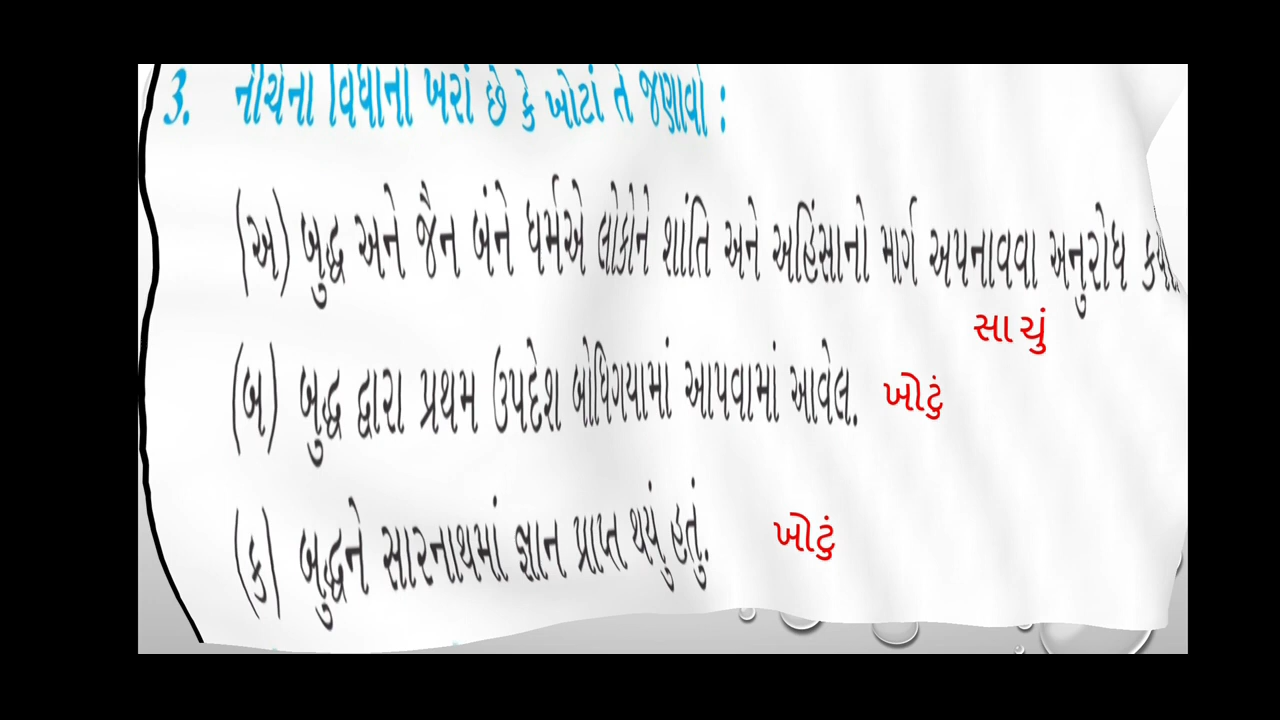 3. નીચેના વિધાનો ખરાં છે કે ખોટાં તે જણાવો :
(અ) બુદ્ધ અને જૈન બંને ધર્મએ લોકોને શાંતિ અને અહિંસાનો માર્ગ અપનાવવા અનુરોધ
સાચું
(બ) બુદ્ધ દ્વારા પ્રથમ ઉપદેશ બોધિગયામાં આપવામાં આવેલ. ખોટું
(ક) બુદ્ધને સારનાથમાં જ્ઞાન પ્રાપ્ત થયું હતું. ખોટું